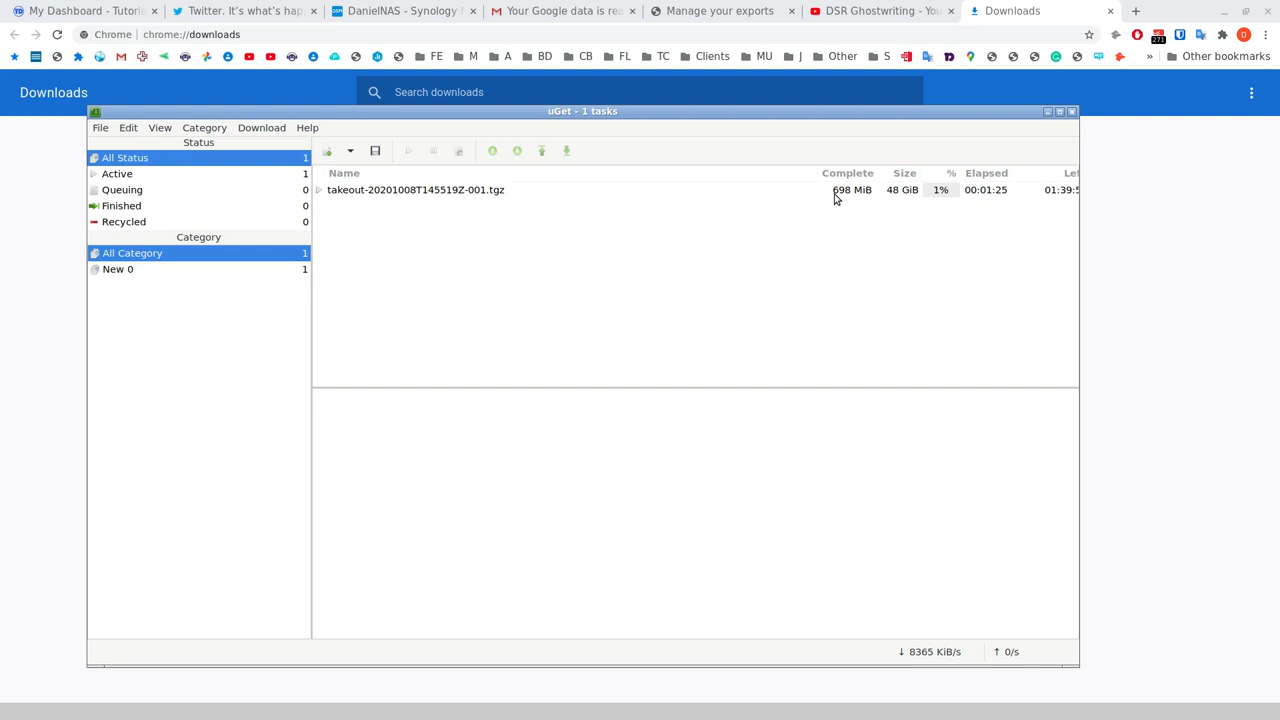 My Dashboard - Tutoria
Twitter. It's what's hap
DanielNAS - Synology
Your Google data is rea
Manage your exports
DSR Ghostwriting - You
Downloads
Chrome
chrome://downloads
271
D
FE
M
A
BD
CB
FL
TC
Clients
MU
J
Other
S
»
Other bookmarks
Downloads
Search downloads
uGet - 1 tasks
File Edit View Category Download Help
Status
All Status 1
Active 1
Queuing 0
Finished 0
Recycled 0
Category
All Category 1
New 0 1
Name Complete Size % Elapsed Lef
takeout-20201008T145519Z-001.tgz 698 MiB 48 GiB 1% 00:01:25 01:39:5
↓ 8365 KiB/s ↑ 0/s